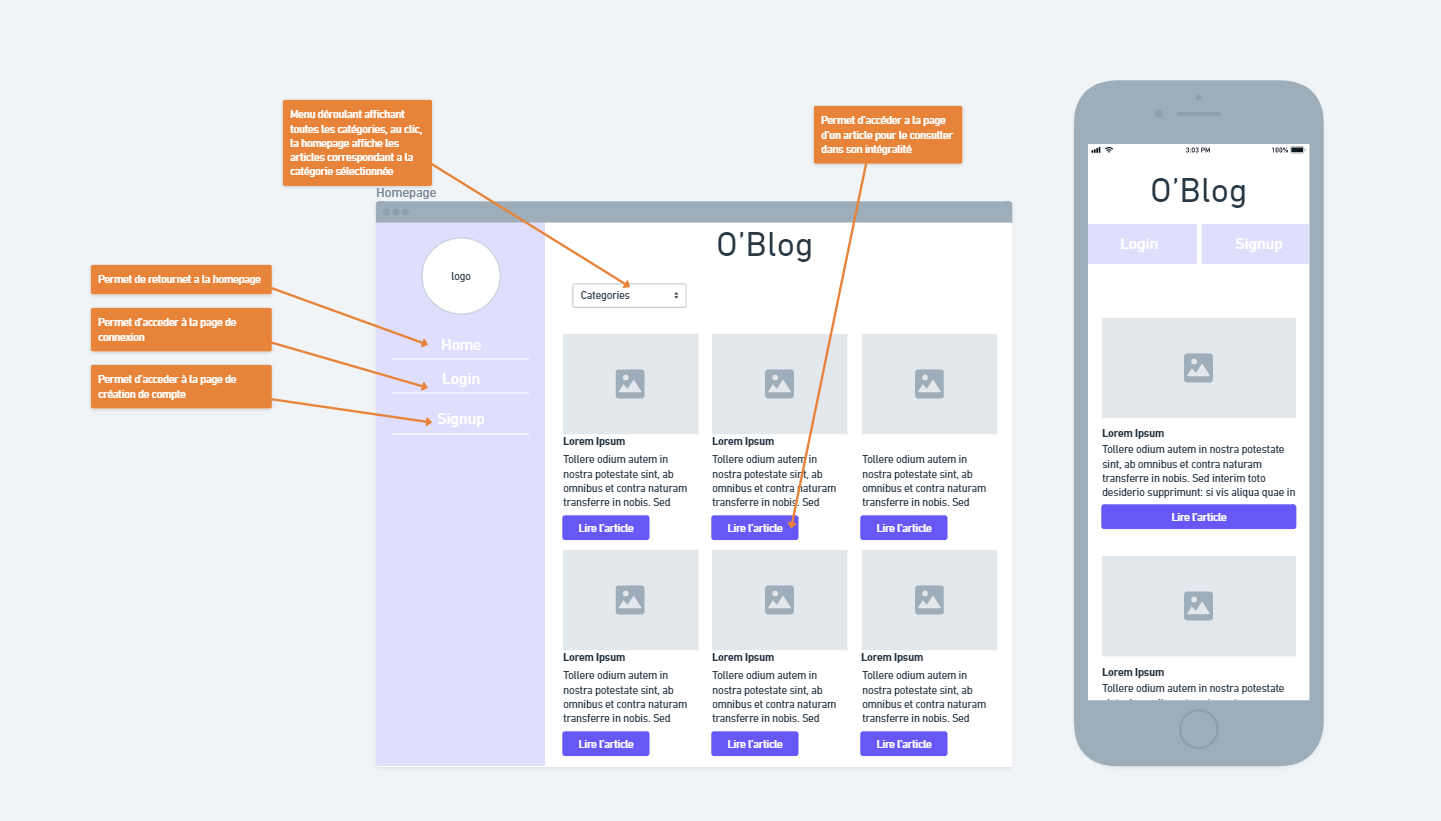 Menu déroulant affichant
toutes les catégories, au clic,
la homepage affiche les
articles correspondant a la
catégorie sélectionnée
Permet d'accéder a la page
d'un article pour le consulter
dans son intégralité
Permet de retournet a la homepage
Permet d'acceder à la page de
connexion
Permet d'acceder à la page de
création de compte
Homepage
logo
Home
Login
Signup
O'Blog
Categories
Lorem Ipsum
Tollere odium autem in
nostra potestate sint, ab
omnibus et contra naturam
transferre in nobis. Sed
Lire l'article
Lorem Ipsum
Tollere odium autem in
nostra potestate sint, ab
omnibus et contra naturam
transferre in nobis. Sed
Lire l'article
Tollere odium autem in
nostra potestate sint, ab
omnibus et contra naturam
transferre in nobis. Sed
Lire l'article
Lorem Ipsum
Tollere odium autem in
nostra potestate sint, ab
omnibus et contra naturam
transferre in nobis. Sed
Lire l'article
Lorem Ipsum
Tollere odium autem in
nostra potestate sint, ab
omnibus et contra naturam
transferre in nobis. Sed
Lire l'article
Lorem Ipsum
Tollere odium autem in
nostra potestate sint, ab
omnibus et contra naturam
transferre in nobis. Sed
Lire l'article
3:03 PM
100%
O'Blog
Login
Signup
Lorem Ipsum
Tollere odium autem in nostra potestate
sint, ab omnibus et contra naturam
transferre in nobis. Sed interim toto
desiderio supprimunt: si vis aliqua quae in
Lire l'article
Lorem Ipsum
Tollere odium autem in nostra potestate